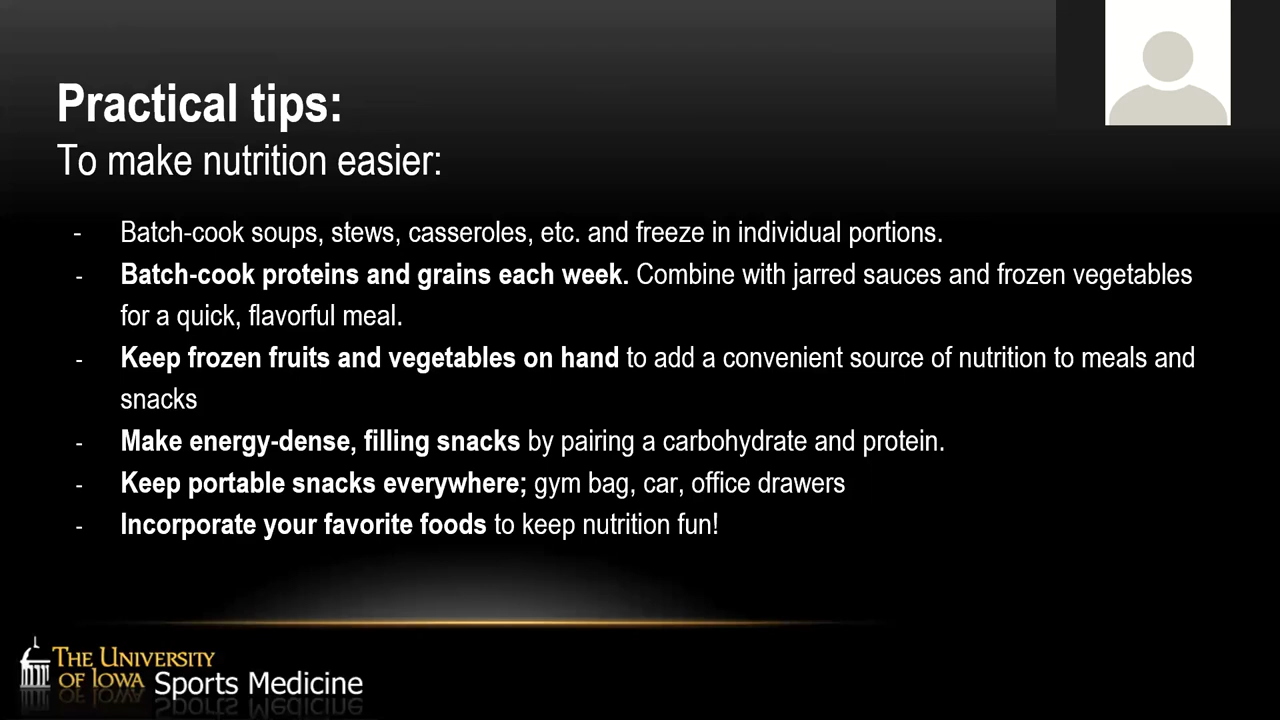 Practical tips:
To make nutrition easier:
- Batch-cook soups, stews, casseroles, etc. and freeze in individual portions.
- Batch-cook proteins and grains each week. Combine with jarred sauces and frozen vegetables
for a quick, flavorful meal.
- Keep frozen fruits and vegetables on hand to add a convenient source of nutrition to meals and
snacks
- Make energy-dense, filling snacks by pairing a carbohydrate and protein.
- Keep portable snacks everywhere; gym bag, car, office drawers
- Incorporate your favorite foods to keep nutrition fun!
THE UNIVERSITY
OF IOWA Sports Medicine